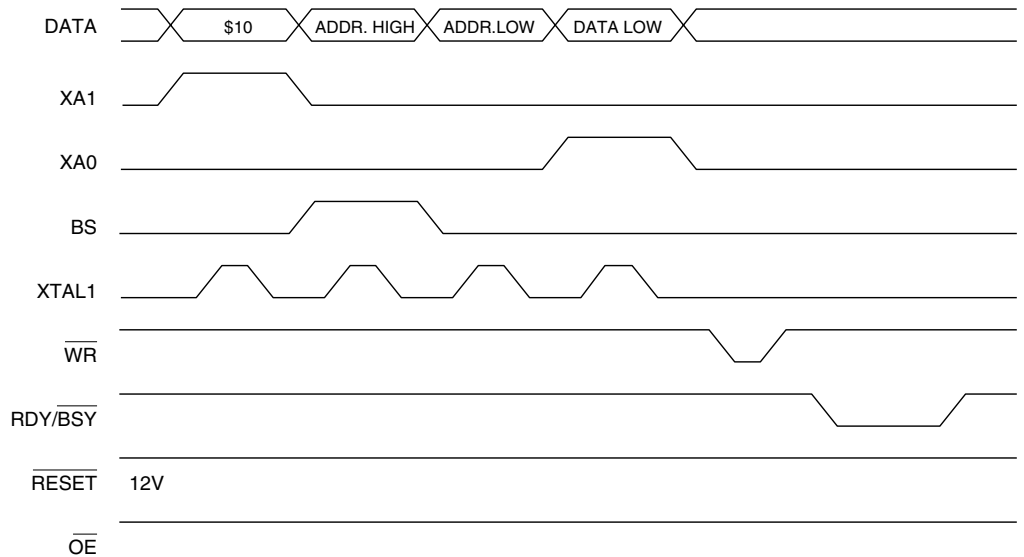 DATA $10 ADDR. HIGH ADDR.LOW DATA LOW
XA1
XA0
BS
XTAL1
WR
RDY/BSY
RESET 12V
OE